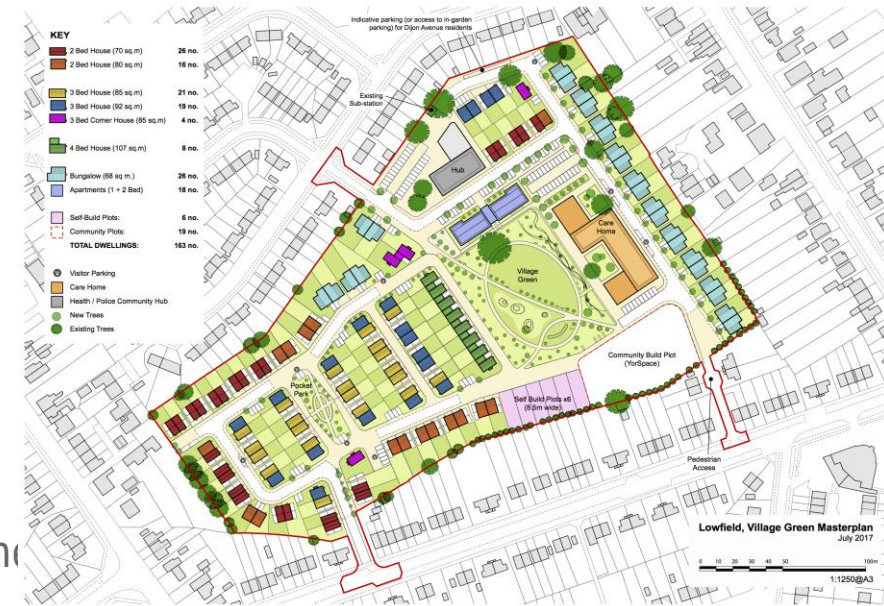 KEY
2 Bed House (70 sq.m) 26 no.
2 Bed House (80 sq.m) 16 no.
3 Bed House (85 sq.m) 21 no.
3 Bed House (92 sq.m) 19 no.
3 Bed Corner House (85 sq.m) 4 no.
4 Bed House (107 sq.m) 8 no.
Bungalow (68 sq m.) 26 no.
Apartments (1 + 2 Bed) 18 no.
Self-Build Plots: 6 no.
Community Plots: 19 no.
TOTAL DWELLINGS: 163 no.
V Visitor Parking
Care Home
Health / Police Community Hub
New Trees
Existing Trees
Indicative parking (or access to in-garden
parking) for Dijon Avenue residents
Existing
Sub-station
Hub
Care
Home
Village
Green
Pocket
Park
Community Build Plot
(YorSpace)
Self Build Plots x6
(8.5m wide)
Pedestrian
Access
Lowfield, Village Green Masterplan
July 2017
0 10 20 30 40 50 100m
1:1250@A3